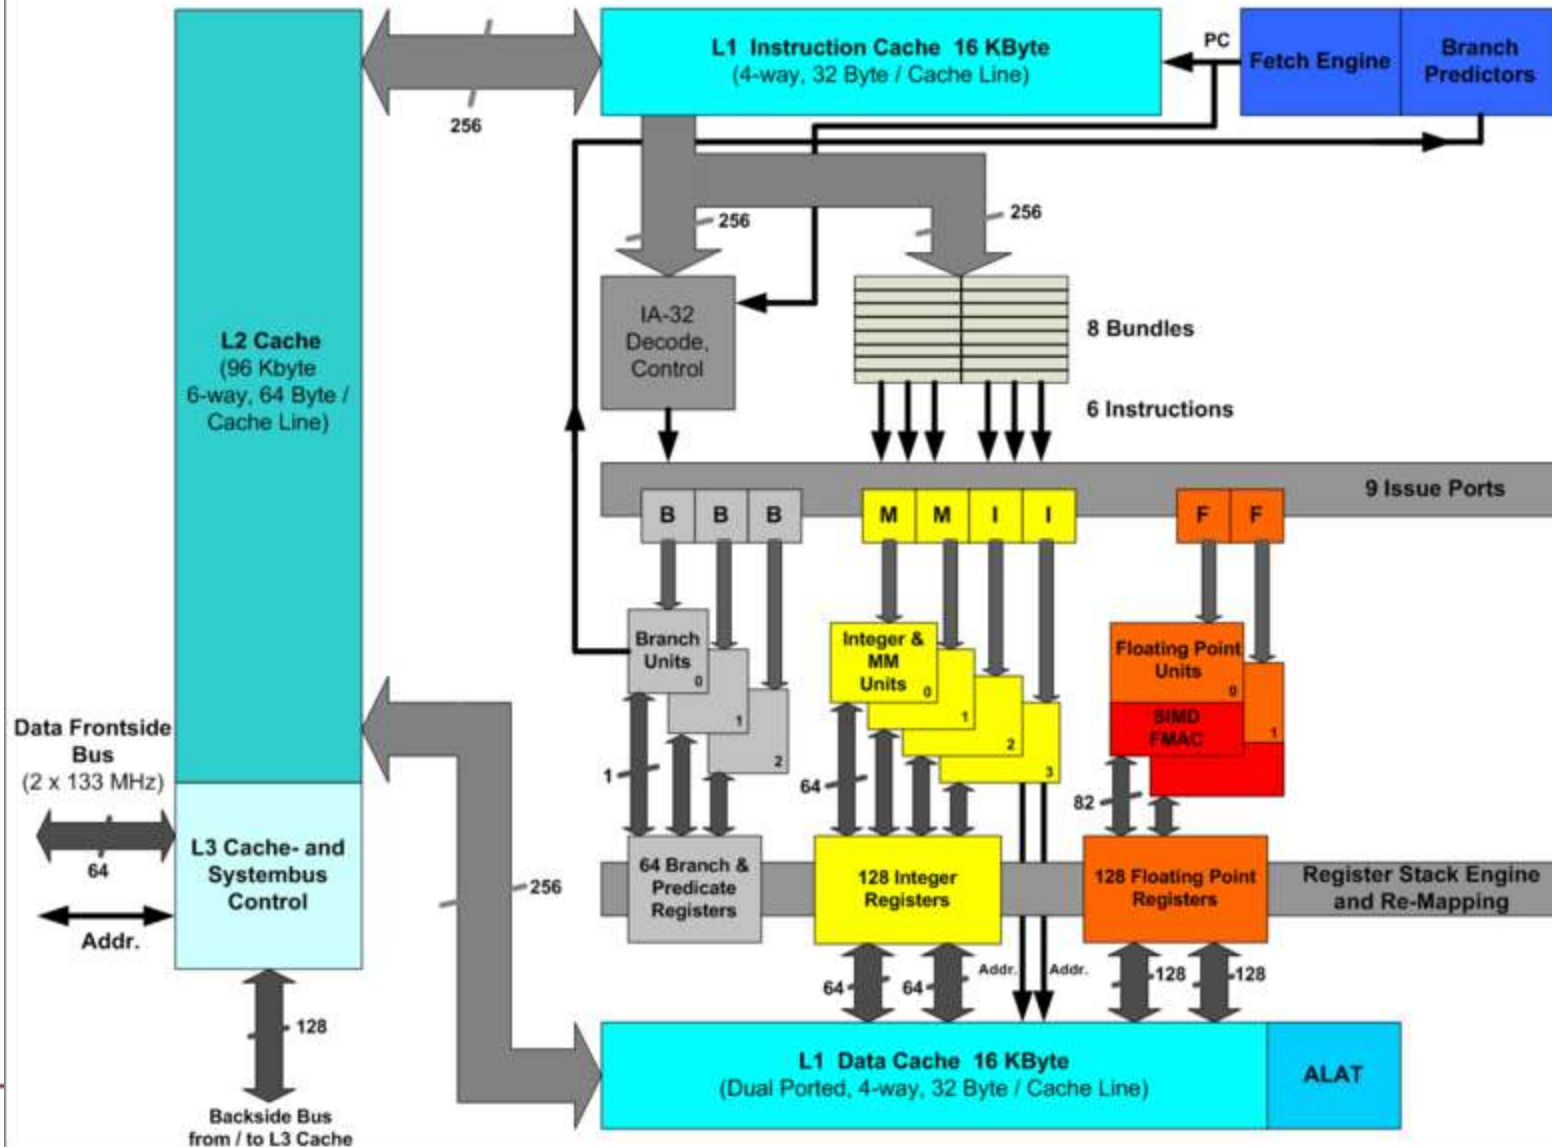 L1 Instruction Cache 16 KByte
(4-way, 32 Byte / Cache Line)
PC
Fetch Engine
Branch
Predictors
256
256
256
L2 Cache
(96 Kbyte
6-way, 64 Byte /
Cache Line)
IA-32
Decode,
Control
8 Bundles
6 Instructions
9 Issue Ports
B B B M M I I F F
Branch
Units
0
1
2
Integer &
MM
Units
0
1
2
3
Floating Point
Units
0
SIMD
FMAC
1
Data Frontside
Bus
(2 x 133 MHz)
64
Addr.
L3 Cache- and
Systembus
Control
1
64
82
256
64 Branch &
Predicate
Registers
128 Integer
Registers
128 Floating Point
Registers
Register Stack Engine
and Re-Mapping
64
64
Addr.
Addr.
128
128
128
L1 Data Cache 16 KByte
(Dual Ported, 4-way, 32 Byte / Cache Line)
ALAT
Backside Bus
from / to L3 Cache